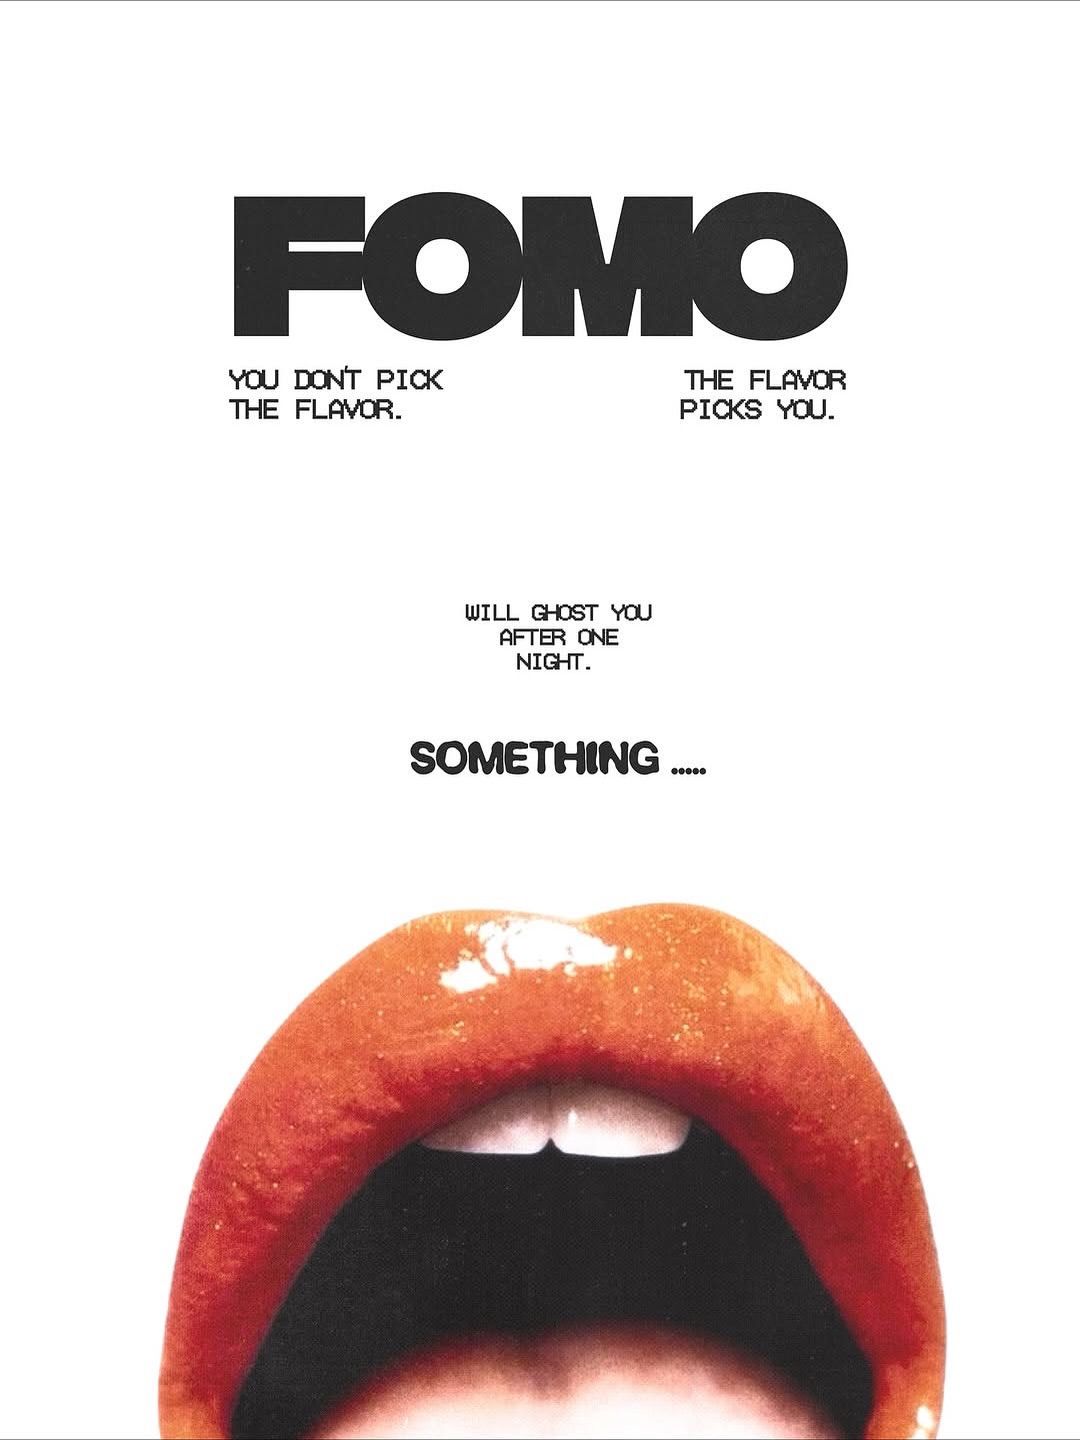 FOMO
YOU DON'T PICK
THE FLAVOR.
THE FLAVOR
PICKS YOU.
WILL GHOST YOU
AFTER ONE
NIGHT.
SOMETHING .....